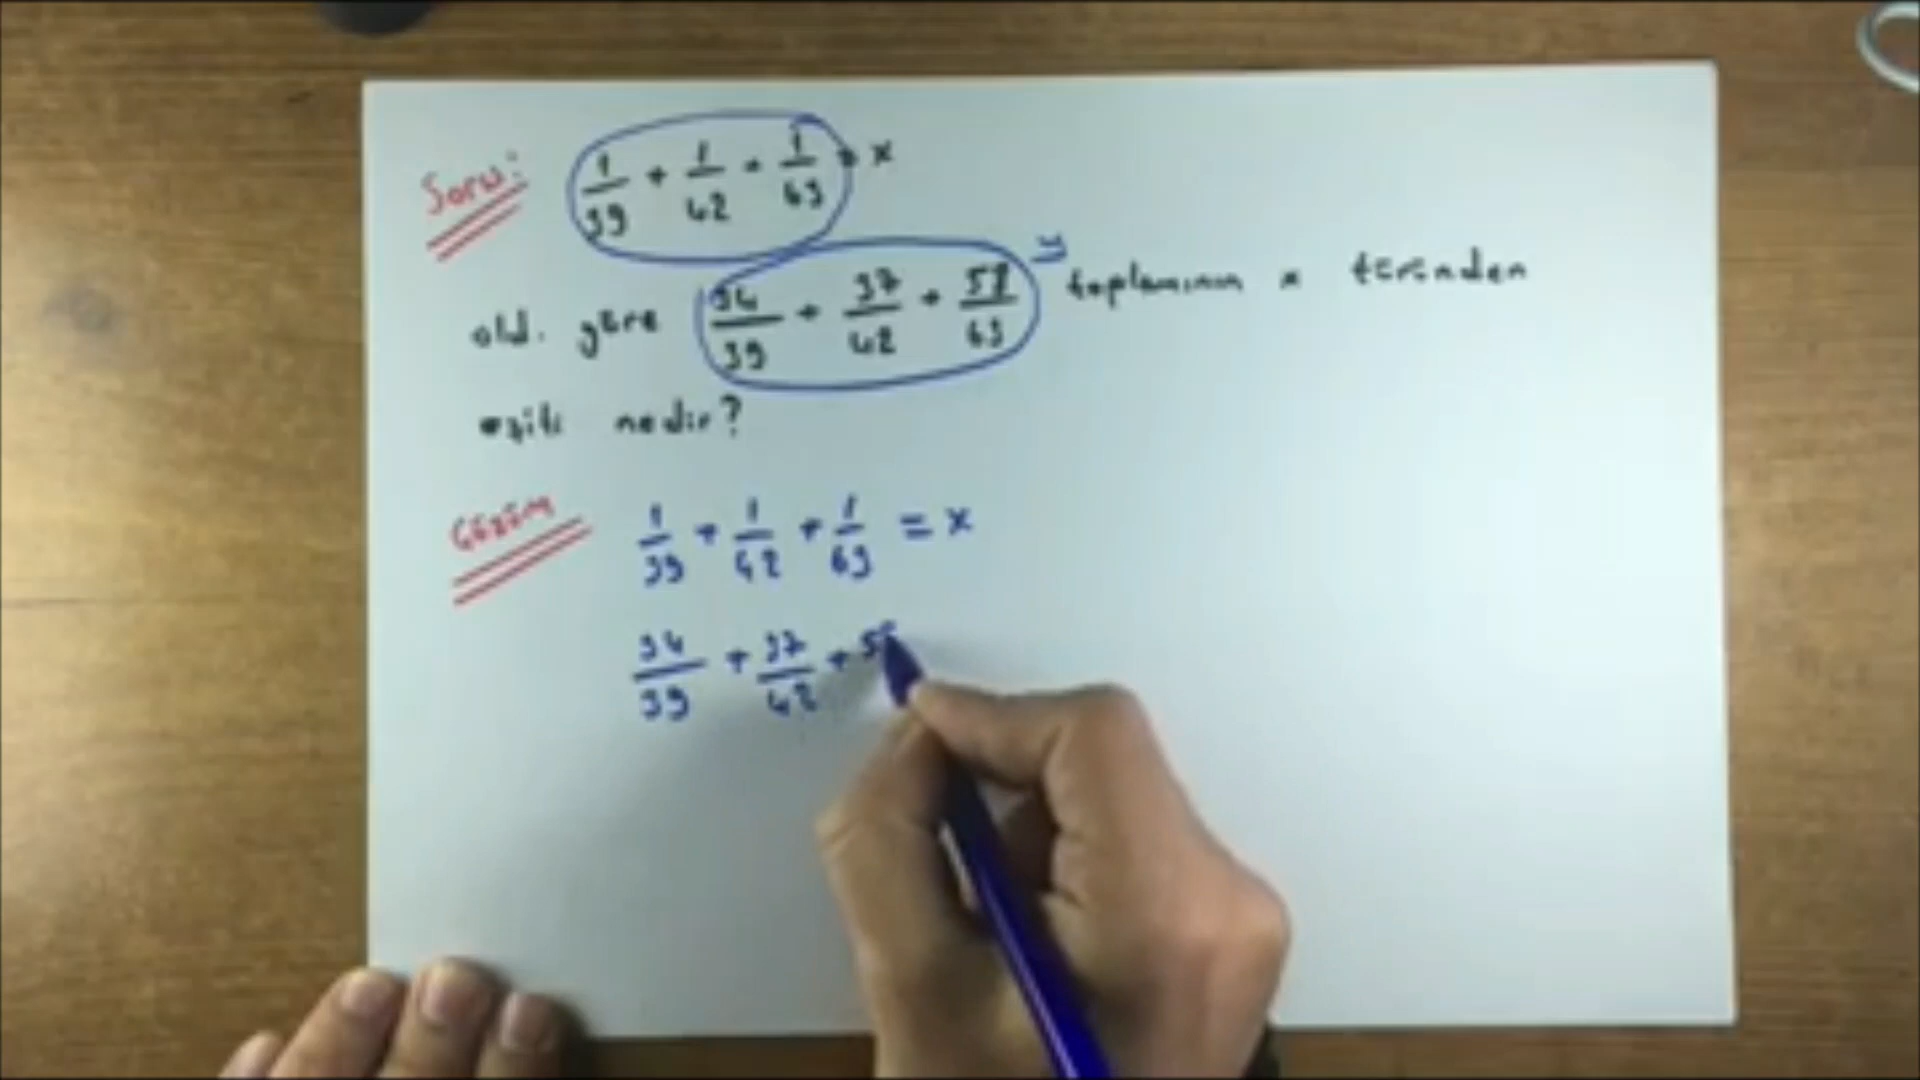 Soru: 1/39 + 1/42 + 1/63 = x
old. göre 34/39 + 37/42 + 58/63 y toplamının x türünden
eşiti nedir?
Çözüm 1/39 + 1/42 + 1/63 = x
34/39 + 37/42 + 5